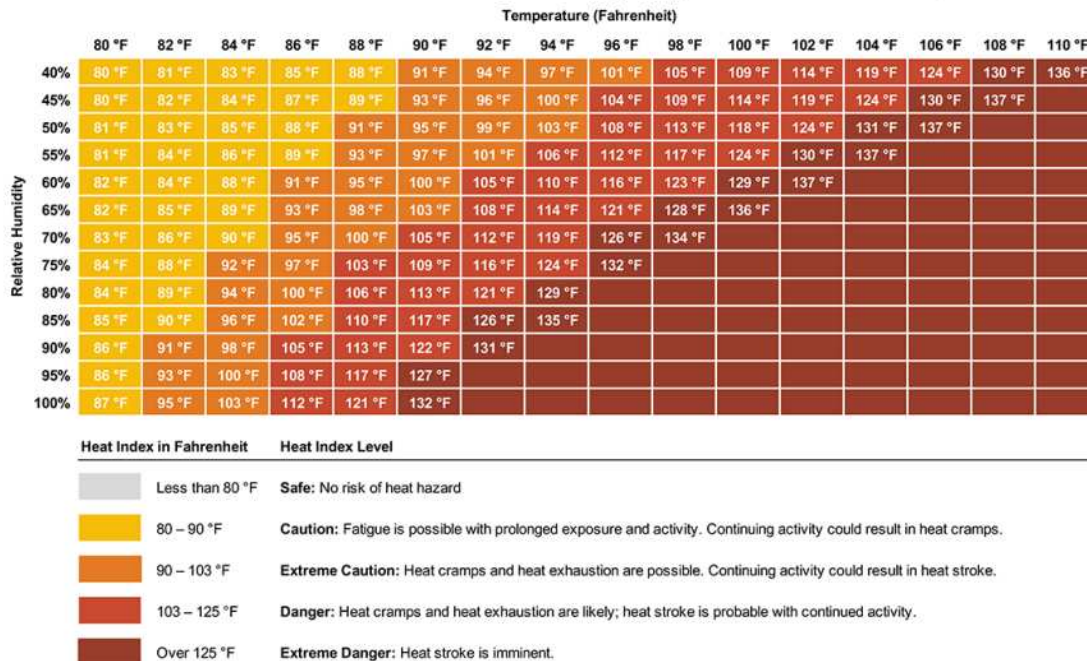 Temperature (Fahrenheit)
80 °F 82 °F 84 °F 86 °F 88 °F 90 °F 92 °F 94 °F 96 °F 98 °F 100 °F 102 °F 104 °F 106 °F 108 °F 110 °F
Relative Humidity
40% 80 °F 81 °F 83 °F 85 °F 88 °F 91 °F 94 °F 97 °F 101 °F 105 °F 109 °F 114 °F 119 °F 124 °F 130 °F 136 °F
45% 80 °F 82 °F 84 °F 87 °F 89 °F 93 °F 96 °F 100 °F 104 °F 109 °F 114 °F 119 °F 124 °F 130 °F 137 °F
50% 81 °F 83 °F 85 °F 88 °F 91 °F 95 °F 99 °F 103 °F 108 °F 113 °F 118 °F 124 °F 131 °F 137 °F
55% 81 °F 84 °F 86 °F 89 °F 93 °F 97 °F 101 °F 106 °F 112 °F 117 °F 124 °F 130 °F 137 °F
60% 82 °F 84 °F 88 °F 91 °F 95 °F 100 °F 105 °F 110 °F 116 °F 123 °F 129 °F 137 °F
65% 82 °F 85 °F 89 °F 93 °F 98 °F 103 °F 108 °F 114 °F 121 °F 128 °F 136 °F
70% 83 °F 86 °F 90 °F 95 °F 100 °F 105 °F 112 °F 119 °F 126 °F 134 °F
75% 84 °F 88 °F 92 °F 97 °F 103 °F 109 °F 116 °F 124 °F 132 °F
80% 84 °F 89 °F 94 °F 100 °F 106 °F 113 °F 121 °F 129 °F
85% 85 °F 90 °F 96 °F 102 °F 110 °F 117 °F 126 °F 135 °F
90% 86 °F 91 °F 98 °F 105 °F 113 °F 122 °F 131 °F
95% 86 °F 93 °F 100 °F 108 °F 117 °F 127 °F
100% 87 °F 95 °F 103 °F 112 °F 121 °F 132 °F
Heat Index in Fahrenheit Heat Index Level
Less than 80 °F Safe: No risk of heat hazard
80 – 90 °F Caution: Fatigue is possible with prolonged exposure and activity. Continuing activity could result in heat cramps.
90 – 103 °F Extreme Caution: Heat cramps and heat exhaustion are possible. Continuing activity could result in heat stroke.
103 – 125 °F Danger: Heat cramps and heat exhaustion are likely; heat stroke is probable with continued activity.
Over 125 °F Extreme Danger: Heat stroke is imminent.